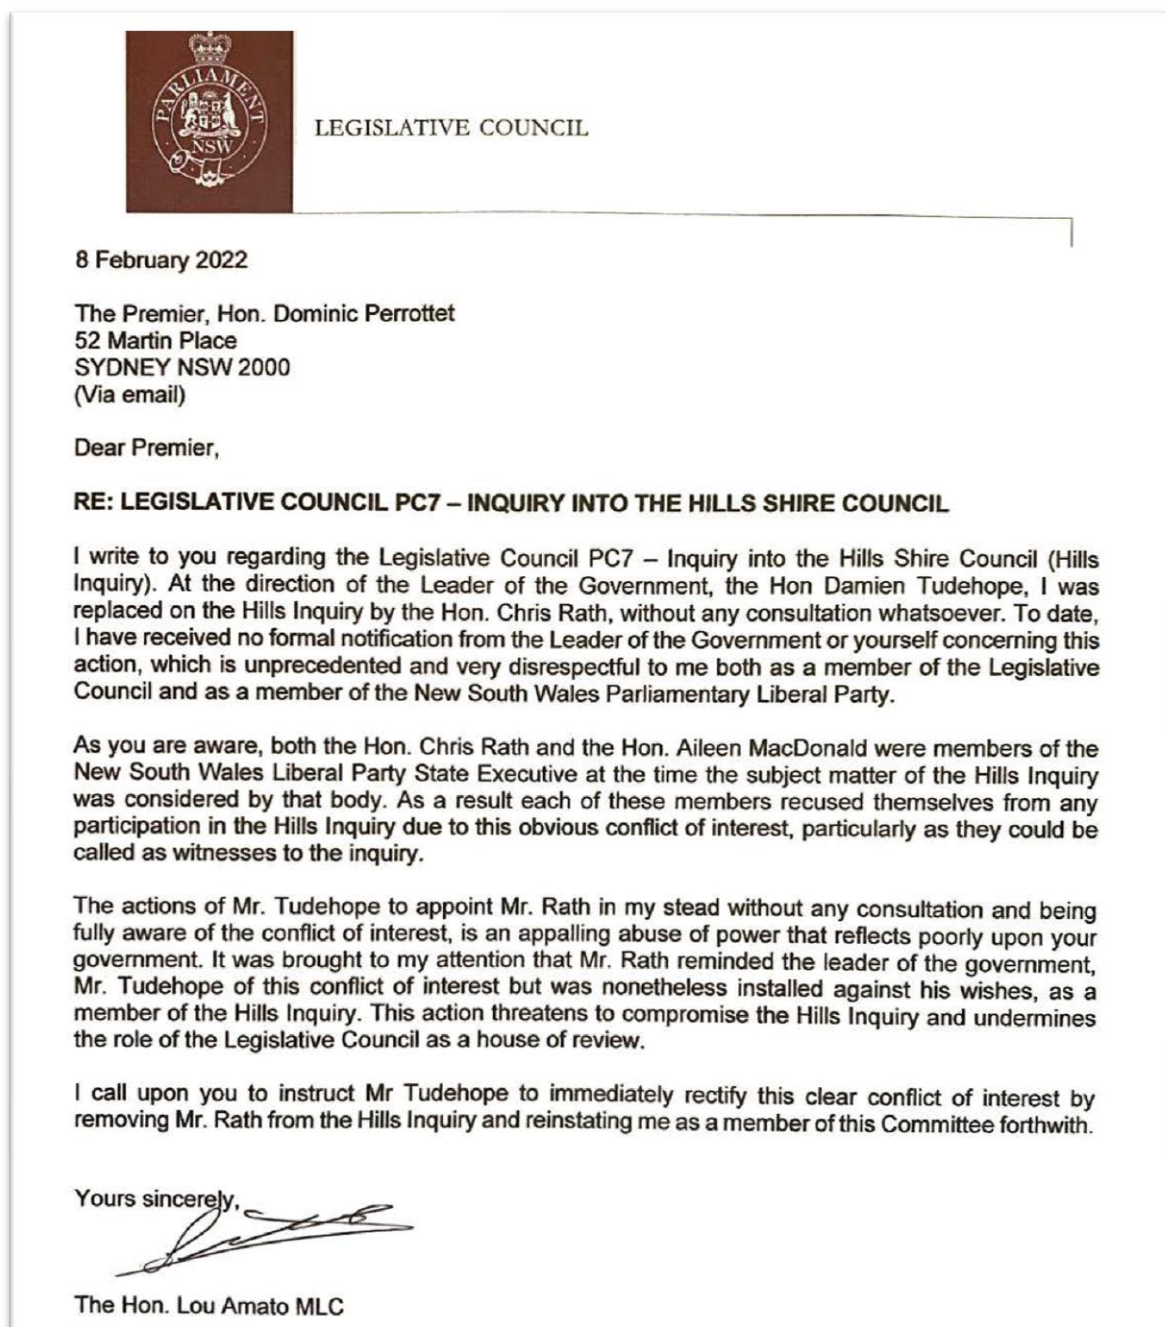 PARLIAMENT
NSW
LEGISLATIVE COUNCIL
8 February 2022
The Premier, Hon. Dominic Perrottet
52 Martin Place
SYDNEY NSW 2000
(Via email)
Dear Premier,
RE: LEGISLATIVE COUNCIL PC7 – INQUIRY INTO THE HILLS SHIRE COUNCIL
I write to you regarding the Legislative Council PC7 – Inquiry into the Hills Shire Council (Hills
Inquiry). At the direction of the Leader of the Government, the Hon Damien Tudehope, I was
replaced on the Hills Inquiry by the Hon. Chris Rath, without any consultation whatsoever. To date,
I have received no formal notification from the Leader of the Government or yourself concerning this
action, which is unprecedented and very disrespectful to me both as a member of the Legislative
Council and as a member of the New South Wales Parliamentary Liberal Party.
As you are aware, both the Hon. Chris Rath and the Hon. Aileen MacDonald were members of the
New South Wales Liberal Party State Executive at the time the subject matter of the Hills Inquiry
was considered by that body. As a result each of these members recused themselves from any
participation in the Hills Inquiry due to this obvious conflict of interest, particularly as they could be
called as witnesses to the inquiry.
The actions of Mr. Tudehope to appoint Mr. Rath in my stead without any consultation and being
fully aware of the conflict of interest, is an appalling abuse of power that reflects poorly upon your
government. It was brought to my attention that Mr. Rath reminded the leader of the government,
Mr. Tudehope of this conflict of interest but was nonetheless installed against his wishes, as a
member of the Hills Inquiry. This action threatens to compromise the Hills Inquiry and undermines
the role of the Legislative Council as a house of review.
I call upon you to instruct Mr Tudehope to immediately rectify this clear conflict of interest by
removing Mr. Rath from the Hills Inquiry and reinstating me as a member of this Committee forthwith.
Yours sincerely,
The Hon. Lou Amato MLC